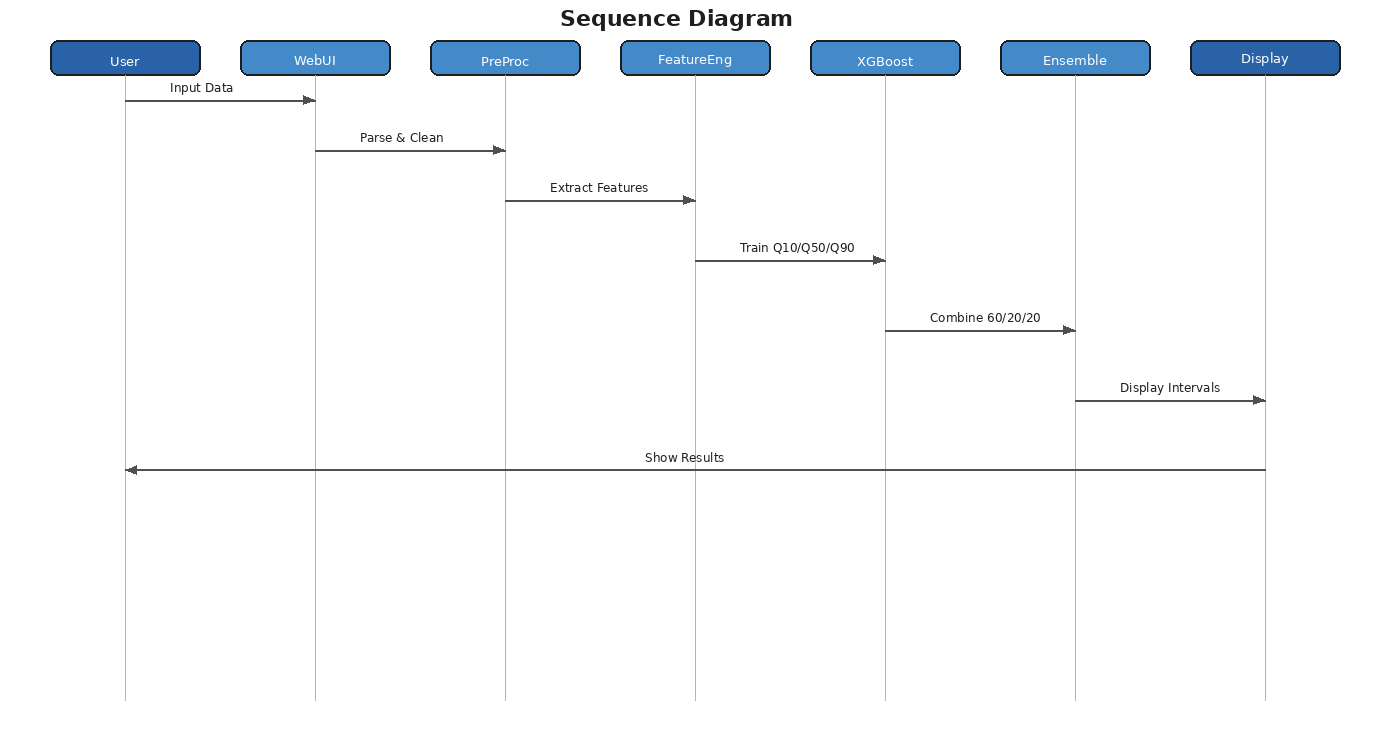 Sequence Diagram
User
WebUI
PreProc
FeatureEng
XGBoost
Ensemble
Display
Input Data
Parse & Clean
Extract Features
Train Q10/Q50/Q90
Combine 60/20/20
Display Intervals
Show Results